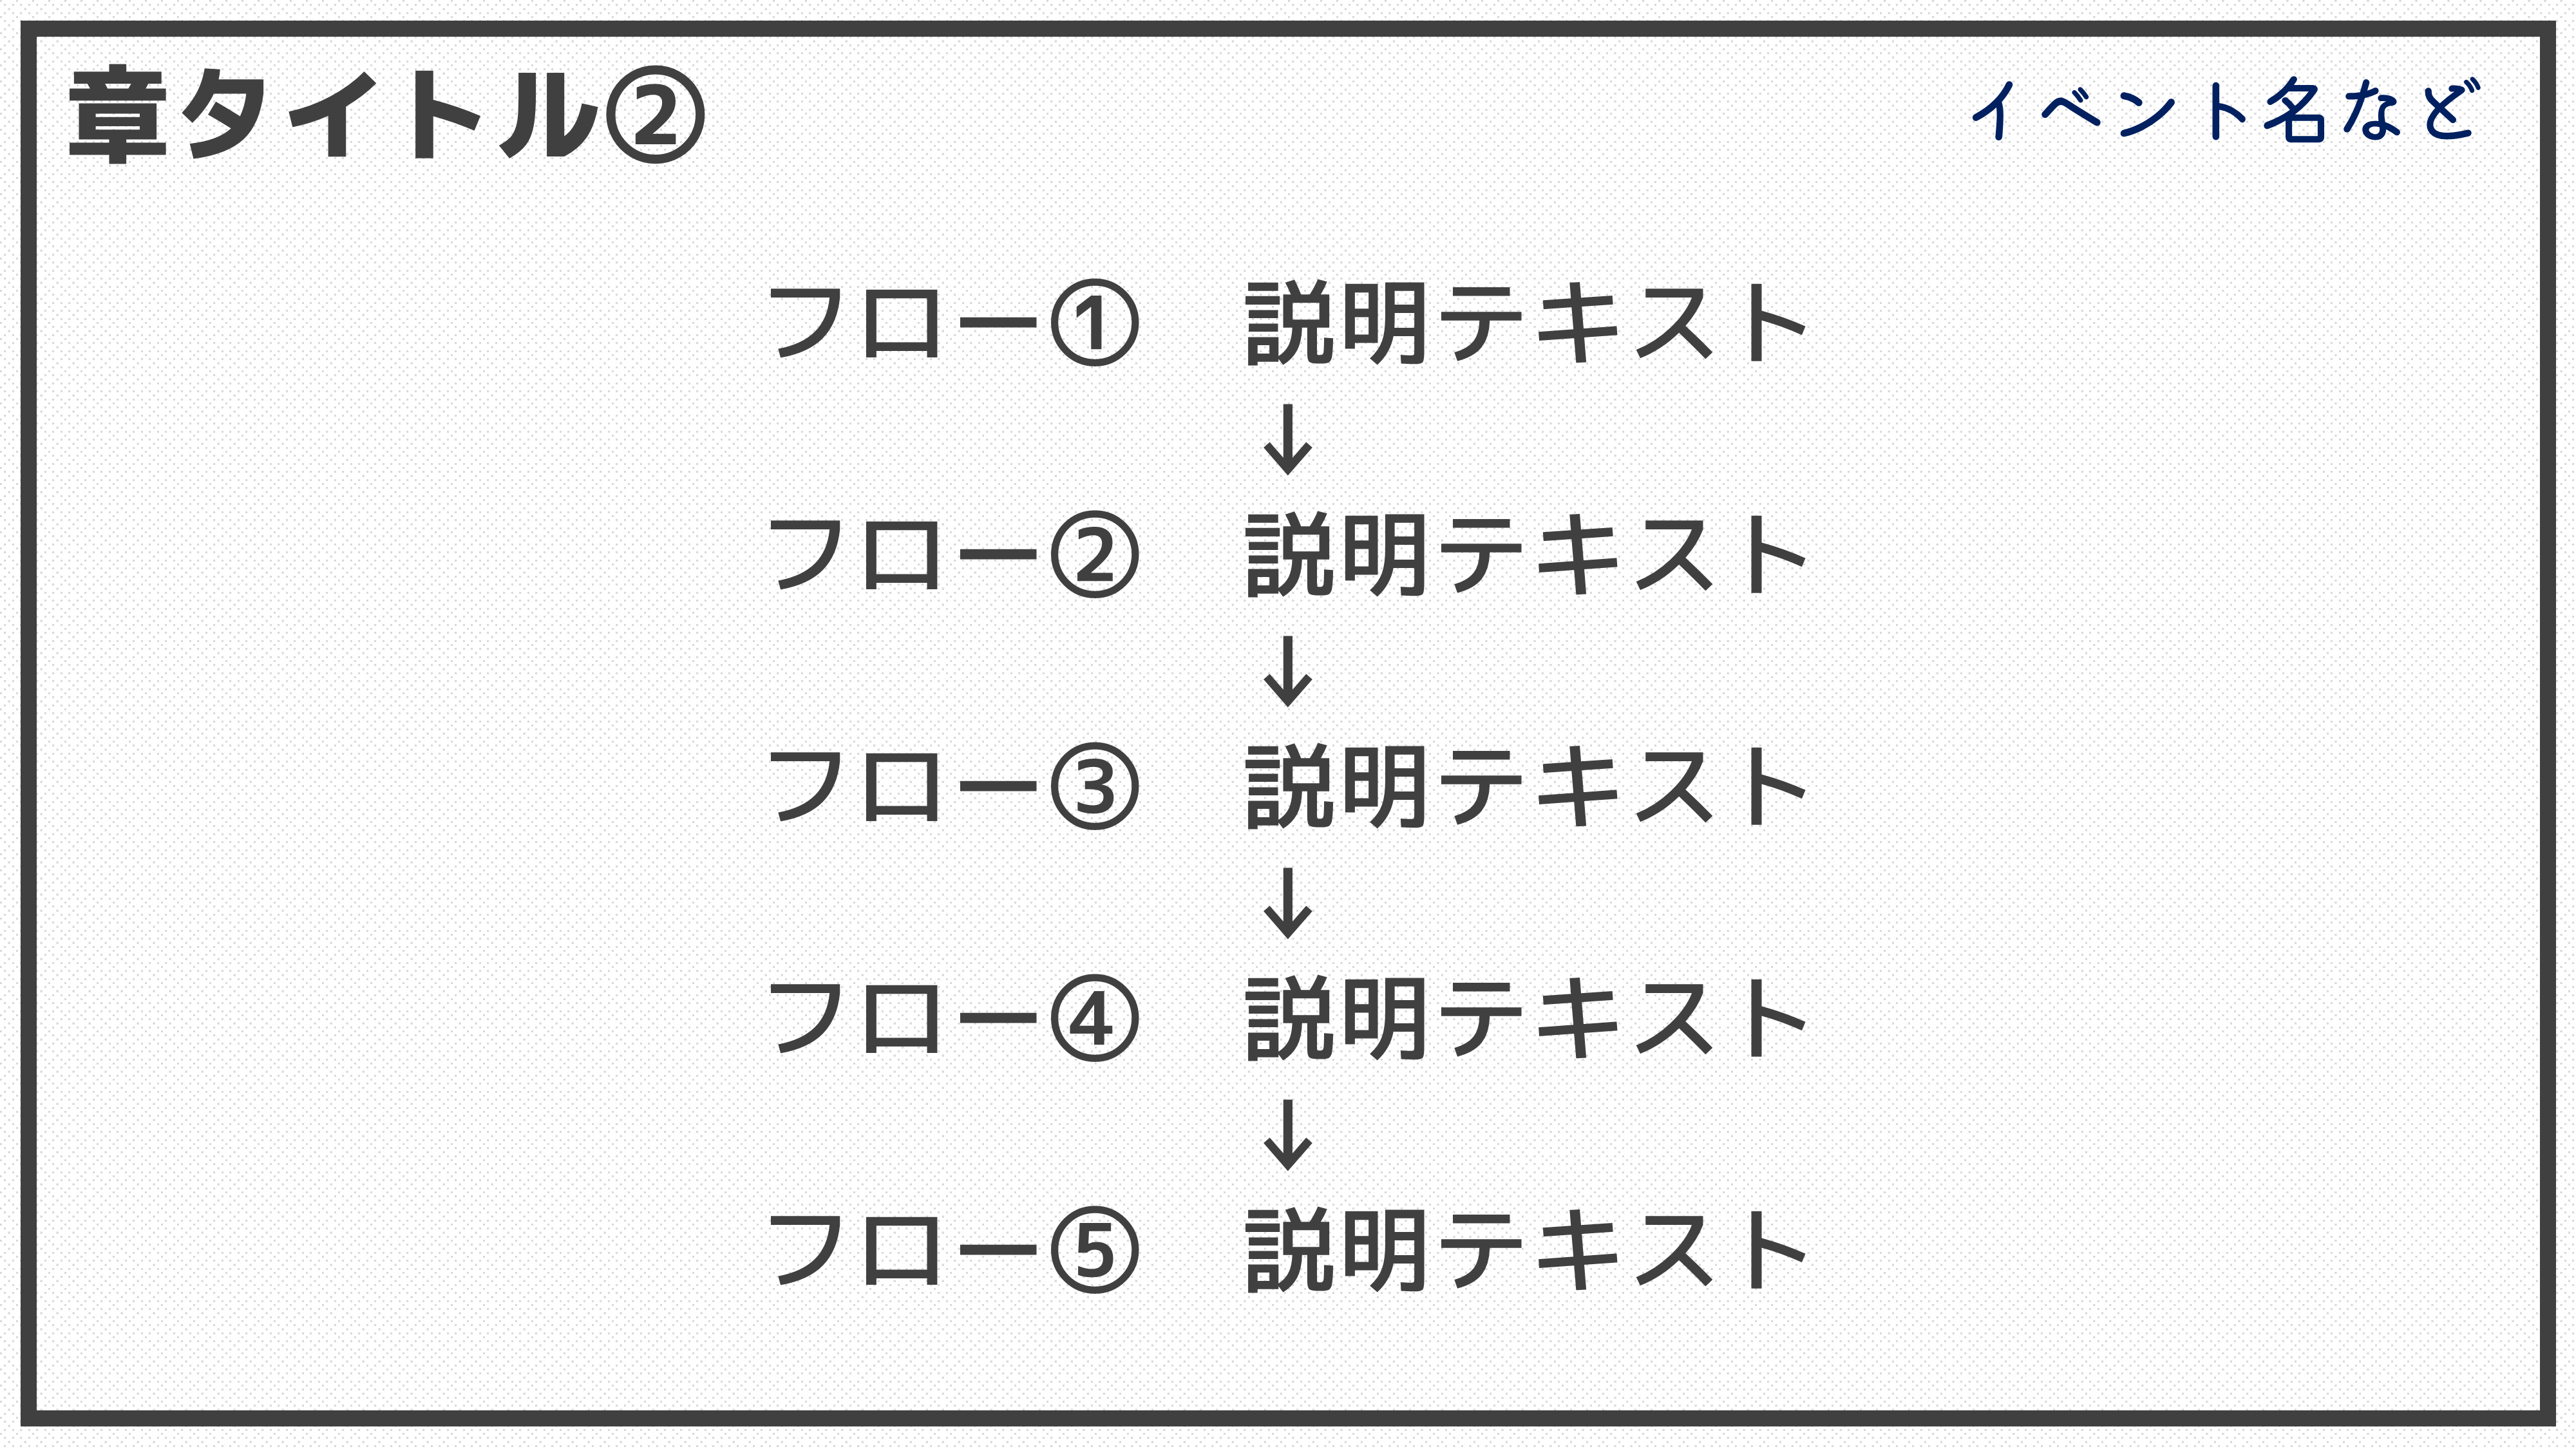 章タイトル②
イベント名など
フロー①　説明テキスト
↓
フロー②　説明テキスト
↓
フロー③　説明テキスト
↓
フロー④　説明テキスト
↓
フロー⑤　説明テキスト